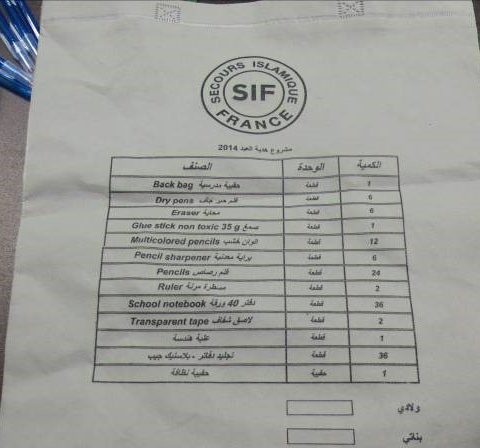 SECOURS ISLAMIQUE
SIF
FRANCE
مشروع هدية العيد 2014
الصنف الوحدة الكمية
Back bag حقيبة مدرسية قطعة 1
Dry pens قلم حبر جاف قطعة 6
Eraser محاية قطعة 6
Glue stick non toxic 35 g صمغ قطعة 1
Multicolored pencils الوان خشب قطعة 12
Pencil sharpener براية معدنية قطعة 6
Pencils قلم رصاص قطعة 24
Ruler مسطرة مرنة قطعة 2
School notebook دفتر 40 ورقة قطعة 36
Transparent tape لاصق شفاف قطعة 2
علبة هندسة قطعة 1
تجليد دفاتر - بلاستيك جيب قطعة 36
حقيبة نظافة حقيبة 1
ولادي
بناتي